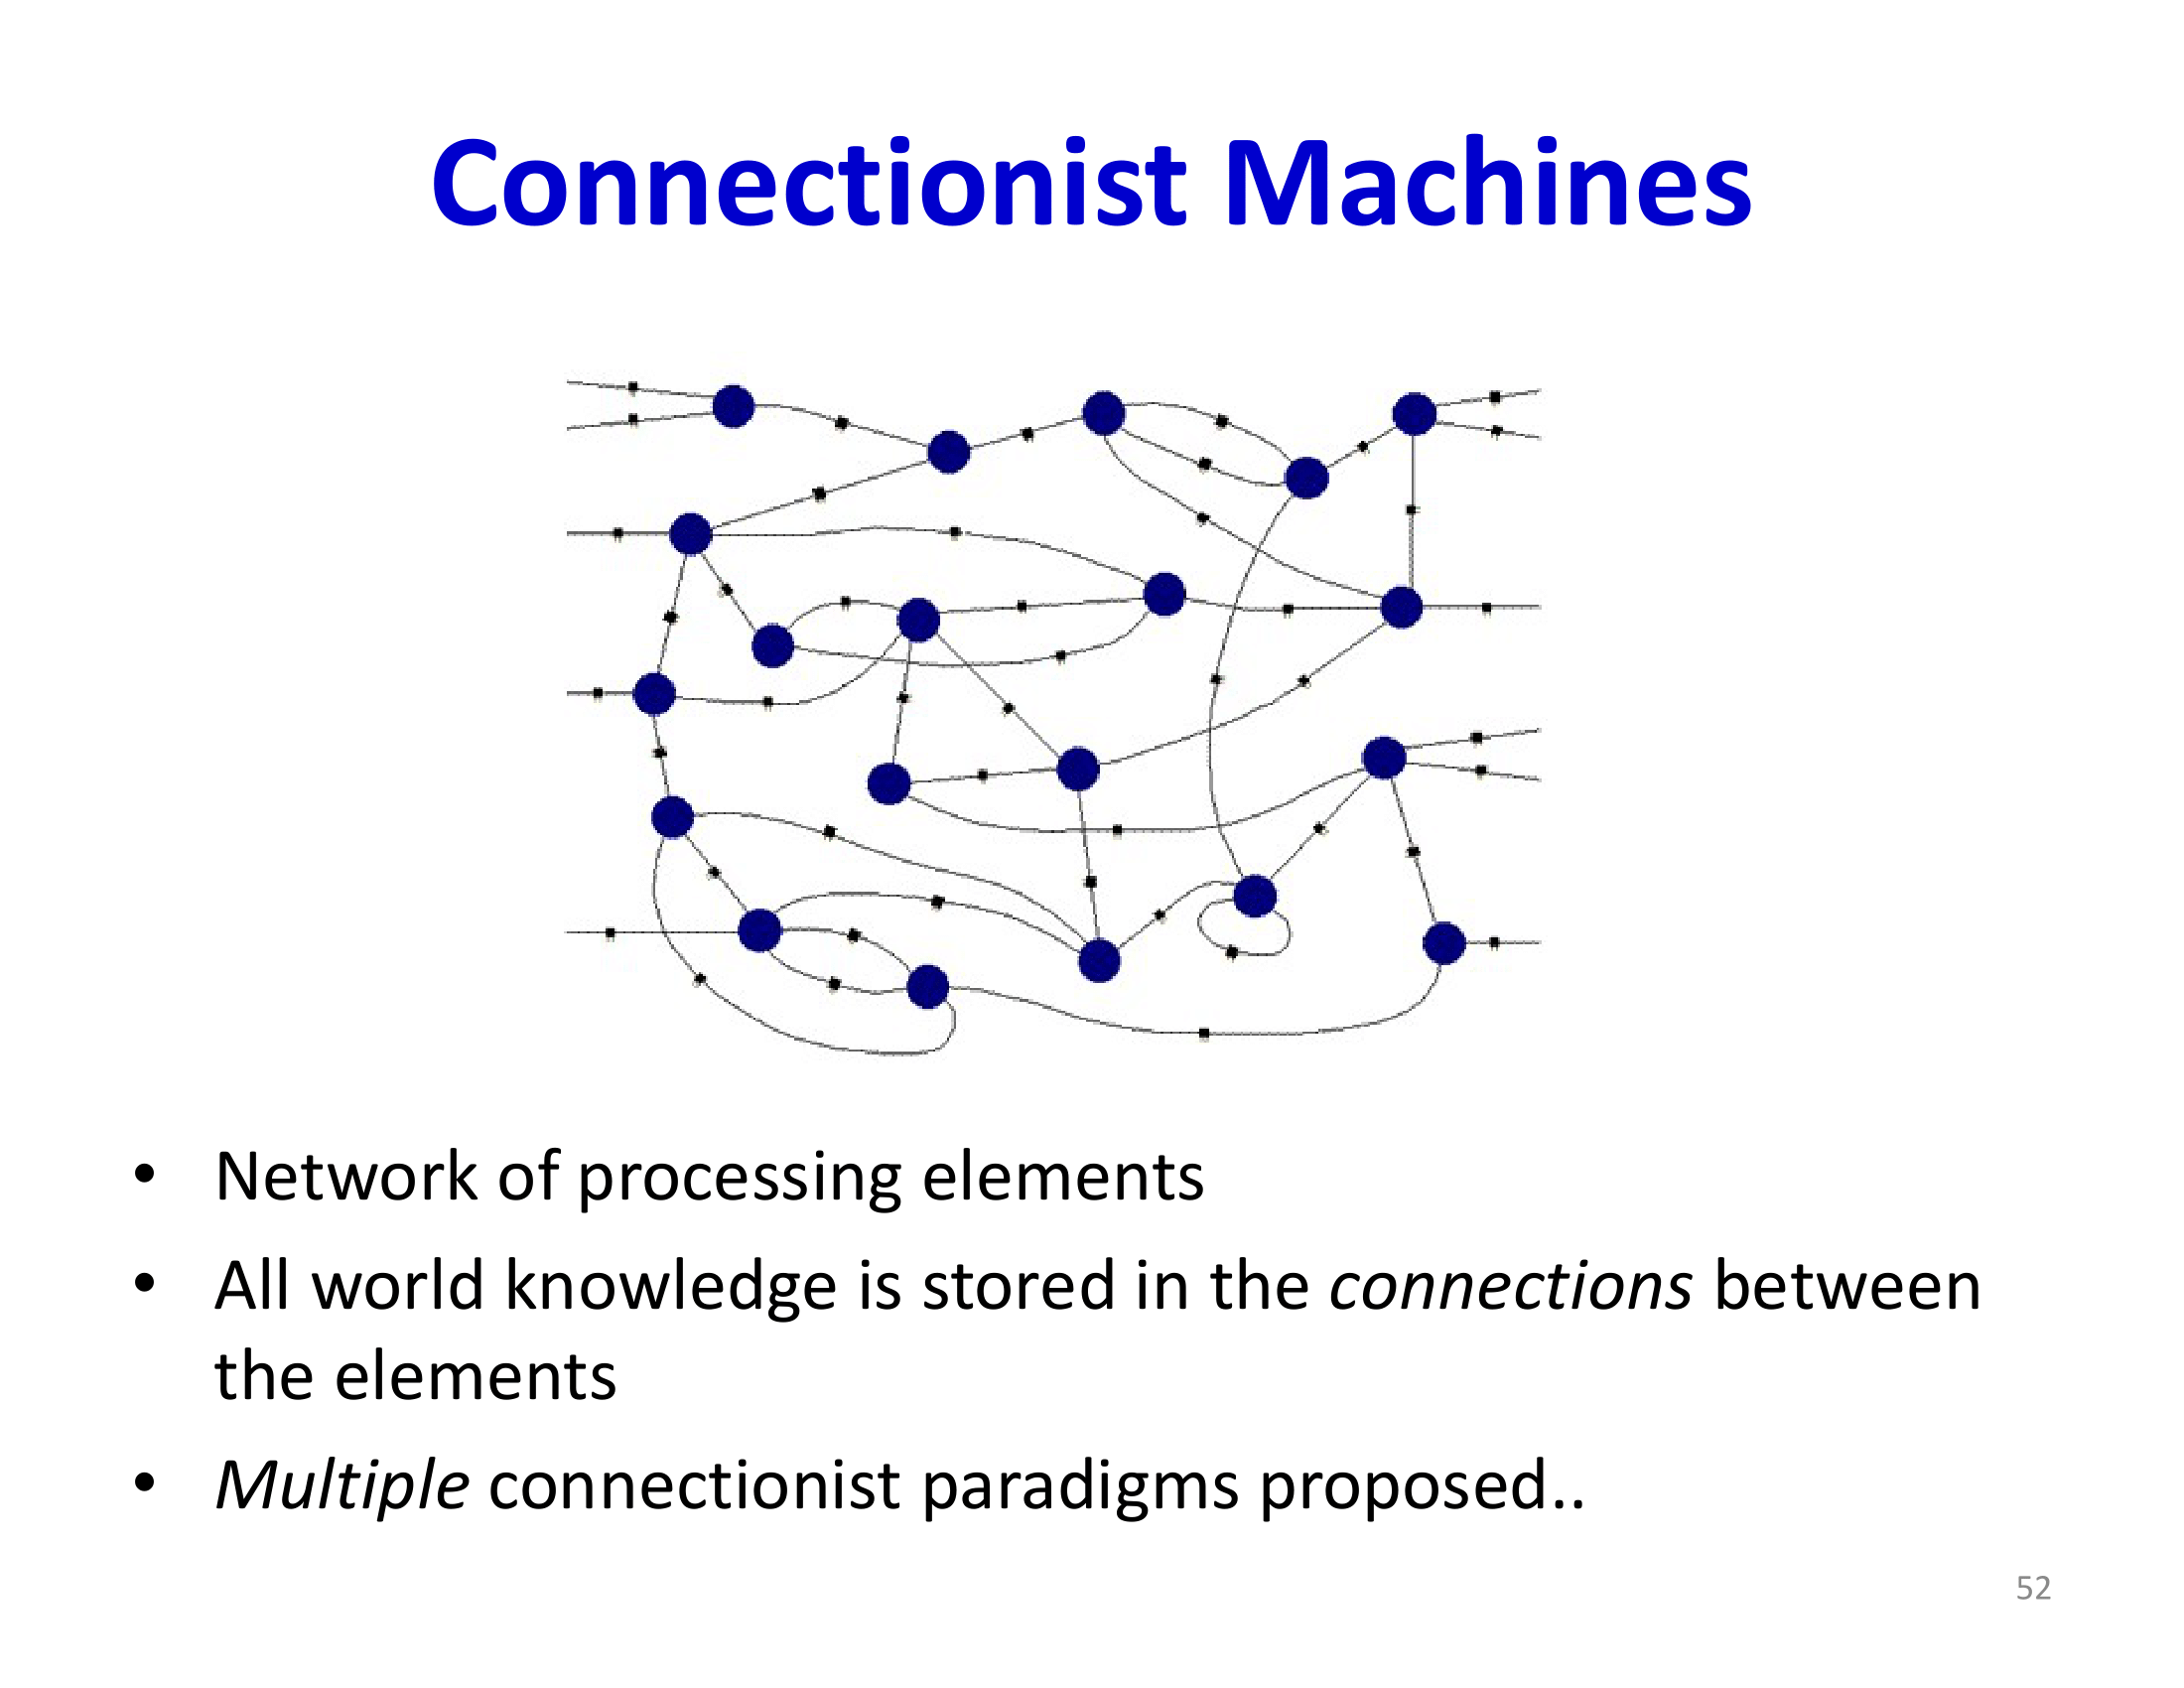 Connectionist Machines
• Network of processing elements
• All world knowledge is stored in the connections between
the elements
• Multiple connectionist paradigms proposed..
52